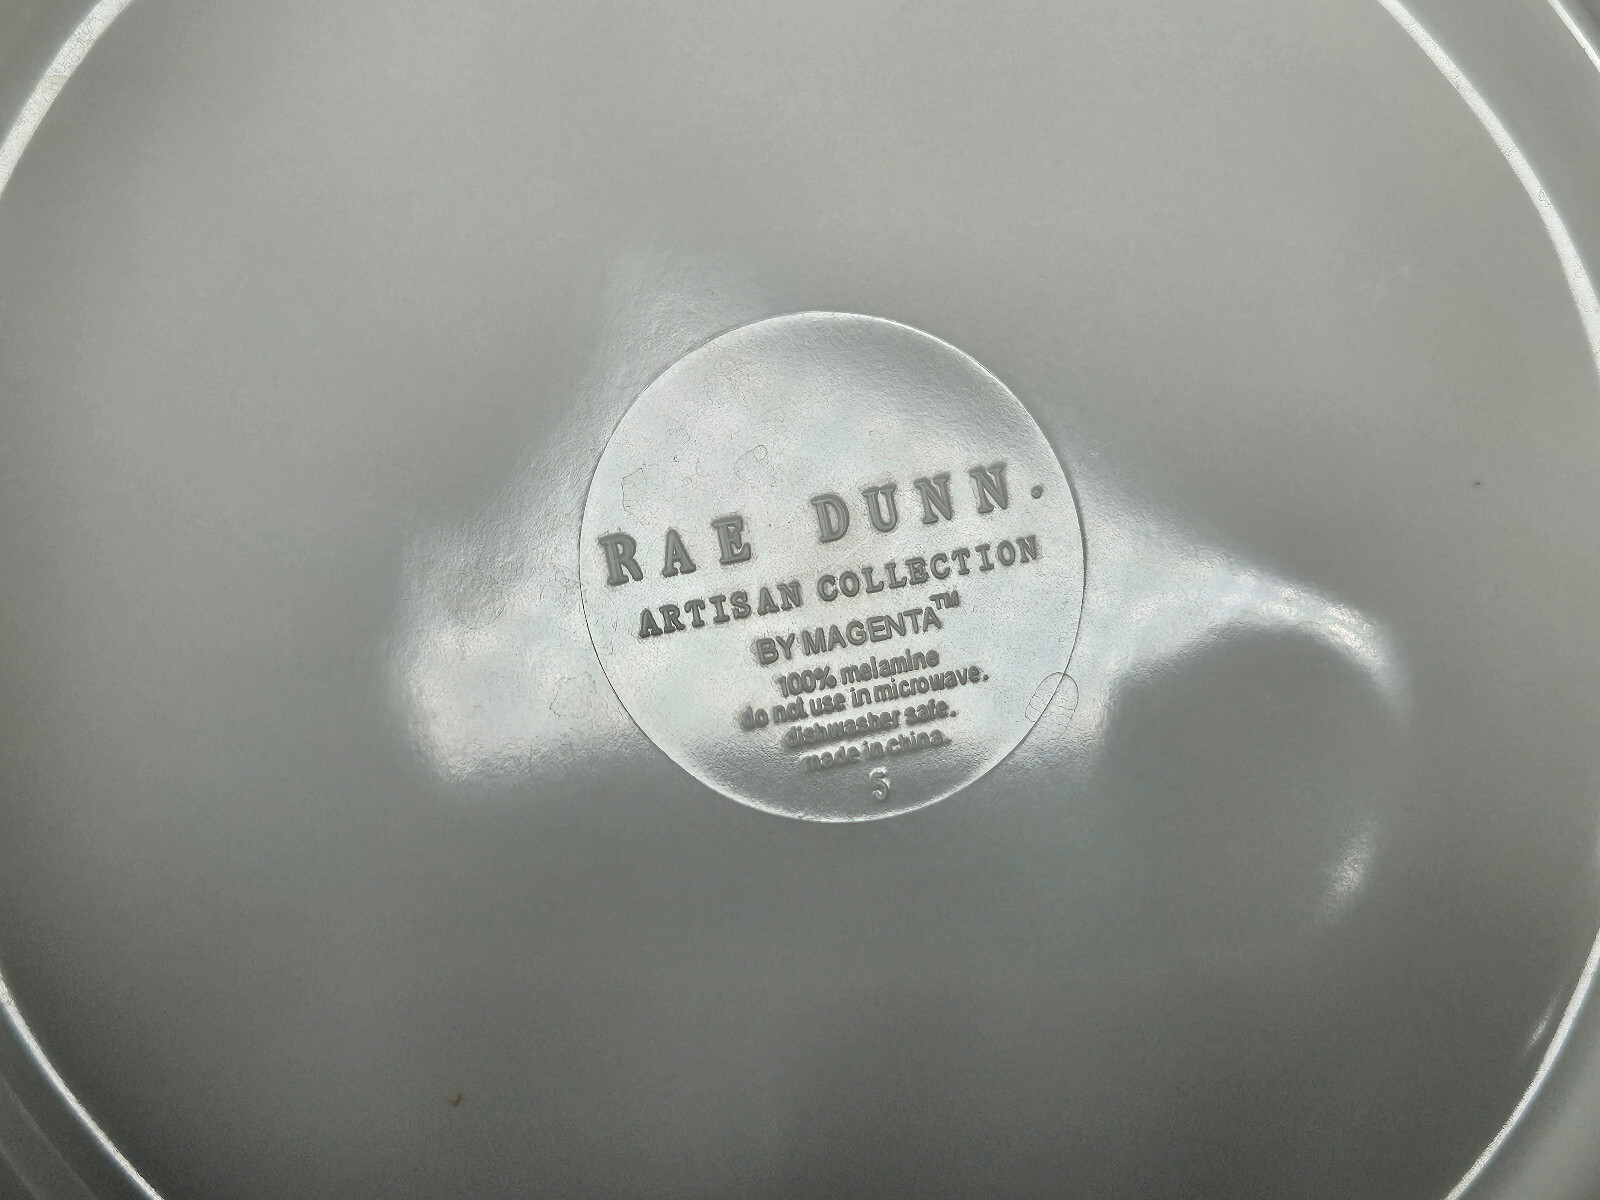 RAE DUNN.
ARTISAN COLLECTION
BY MAGENTA™
100% melamine
do not use in microwave.
dishwasher safe.
made in china.
5